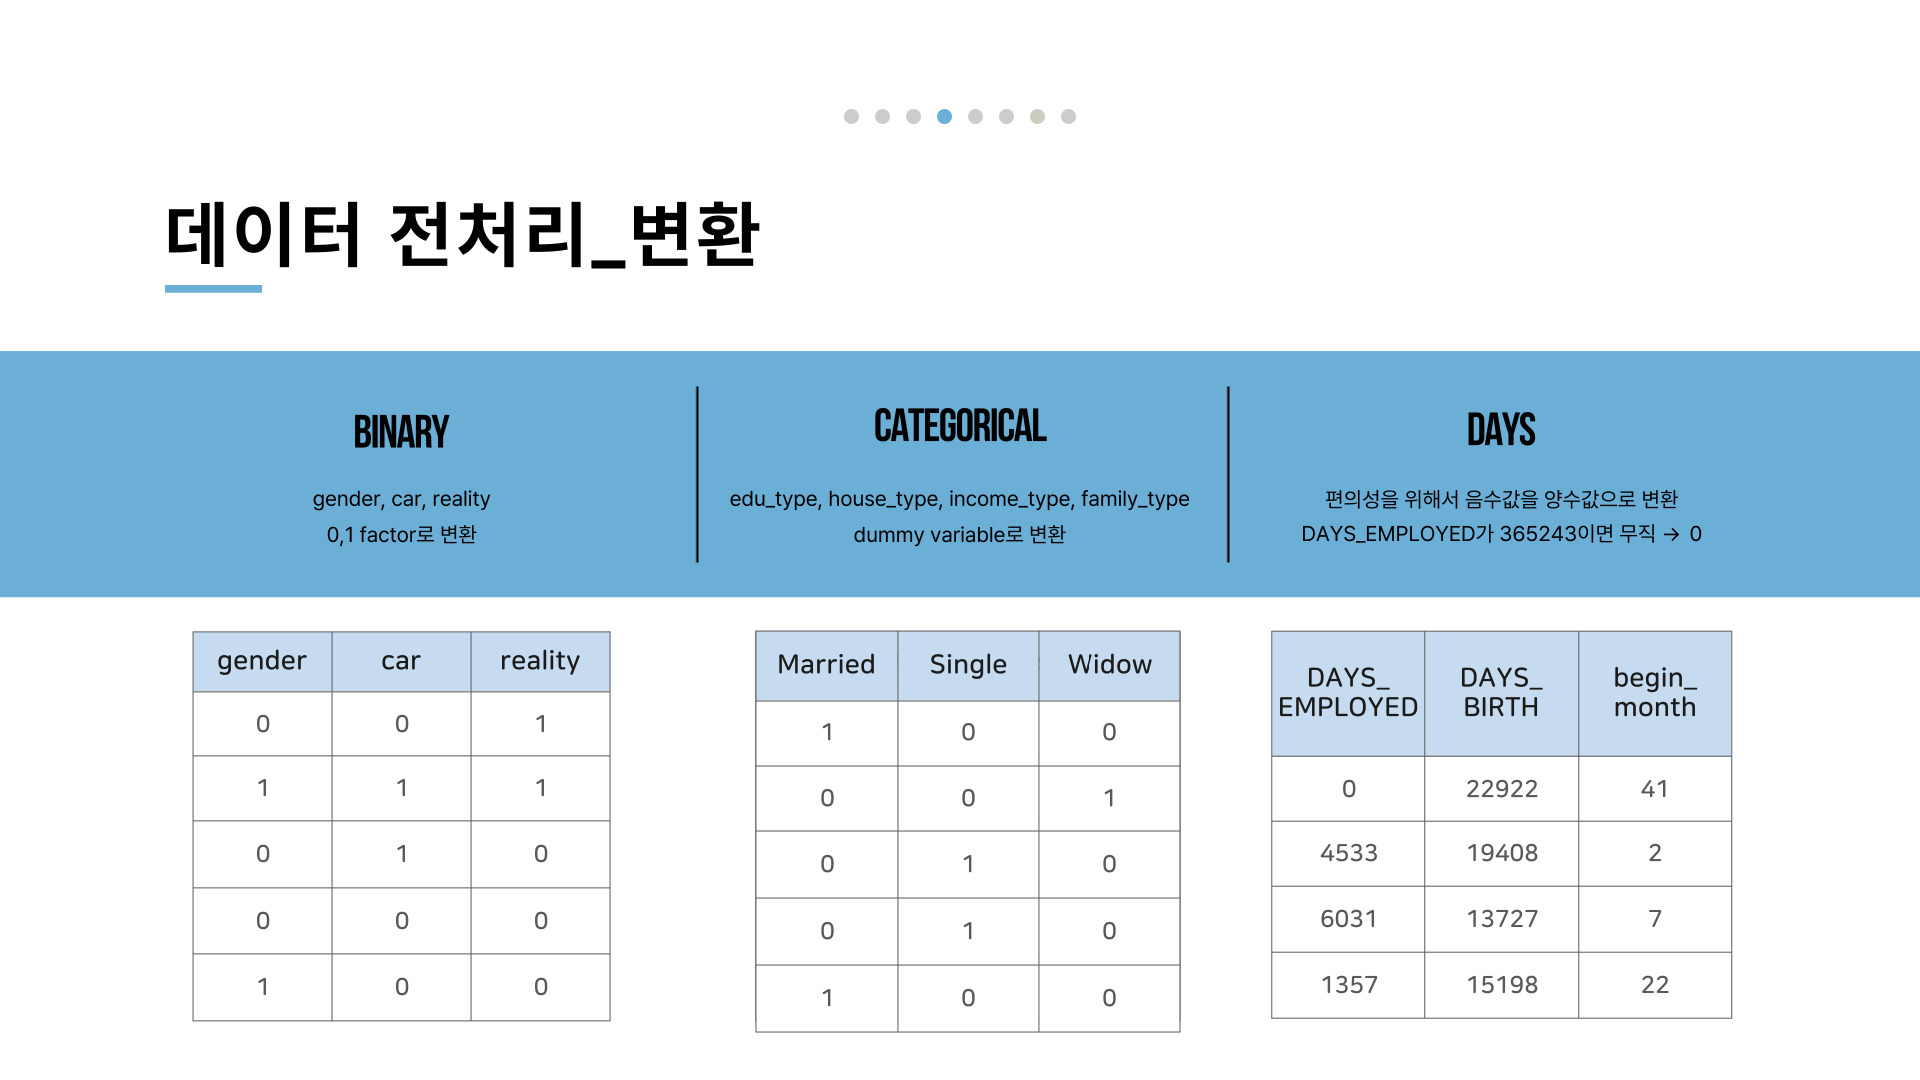 데이터 전처리_변환
BINARY
gender, car, reality
0,1 factor로 변환
CATEGORICAL
edu_type, house_type, income_type, family_type
dummy variable로 변환
DAYS
편의성을 위해서 음수값을 양수값으로 변환
DAYS_EMPLOYED가 365243이면 무직 → 0
gender car reality
0 0 1
1 1 1
0 1 0
0 0 0
1 0 0
Married Single Widow
1 0 0
0 0 1
0 1 0
0 1 0
1 0 0
DAYS_ DAYS_ begin_
EMPLOYED BIRTH month
0 22922 41
4533 19408 2
6031 13727 7
1357 15198 22